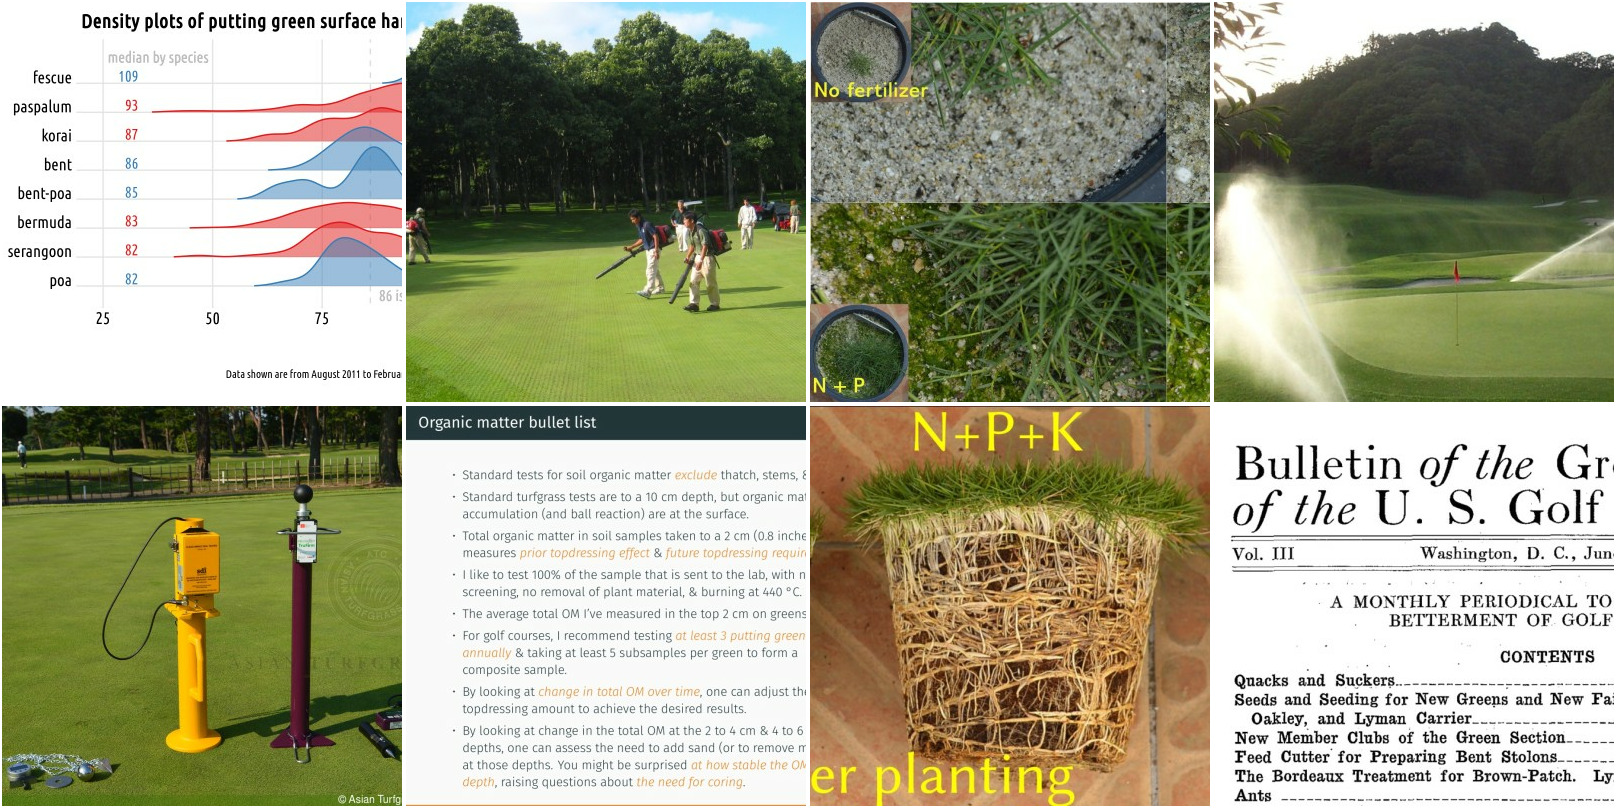 Density plots of putting green surface
median by species
fescue 109
paspalum 93
korai 87
bent 86
bent-poa 85
bermuda 83
serangoon 82
poa 82
86 is
25 50 75
Data shown are from August 2011 to
No fertilizer
N + P
© Asian
Organic matter bullet list
· Standard tests for soil organic matter exclude thatch, stems,
· Standard turfgrass tests are to a 10 cm depth, but organic
accumulation (and ball reaction) are at the surface.
· Total organic matter in soil samples taken to a 2 cm (0.8
measures prior topdressing effect & future topdressing
· I like to test 100% of the sample that is sent to the lab, with
screening, no removal of plant material, & burning at 440 °C.
· The average total OM I've measured in the top 2 cm on greens
· For golf courses, I recommend testing at least 3 putting green
annually & taking at least 5 subsamples per green to form a
composite sample.
· By looking at change in total OM over time, one can adjust
topdressing amount to achieve the desired results.
· By looking at change in the total OM at the 2 to 4 cm & 4 to 6
depths, one can assess the need to add sand (or to remove
at those depths. You might be surprised at how stable the
depth, raising questions about the need for coring.
N+P+K
er planting
Bulletin of the
of the U. S. Golf
Vol. III Washington, D. C.,
A MONTHLY PERIODICAL TO
BETTERMENT OF GOLF
CONTENTS
Quacks and Suckers
Seeds and Seeding for New Greens and New
Oakley, and Lyman Carrier
New Member Clubs of the Green Section
Feed Cutter for Preparing Bent Stolons
The Bordeaux Treatment for Brown-Patch.
Ants